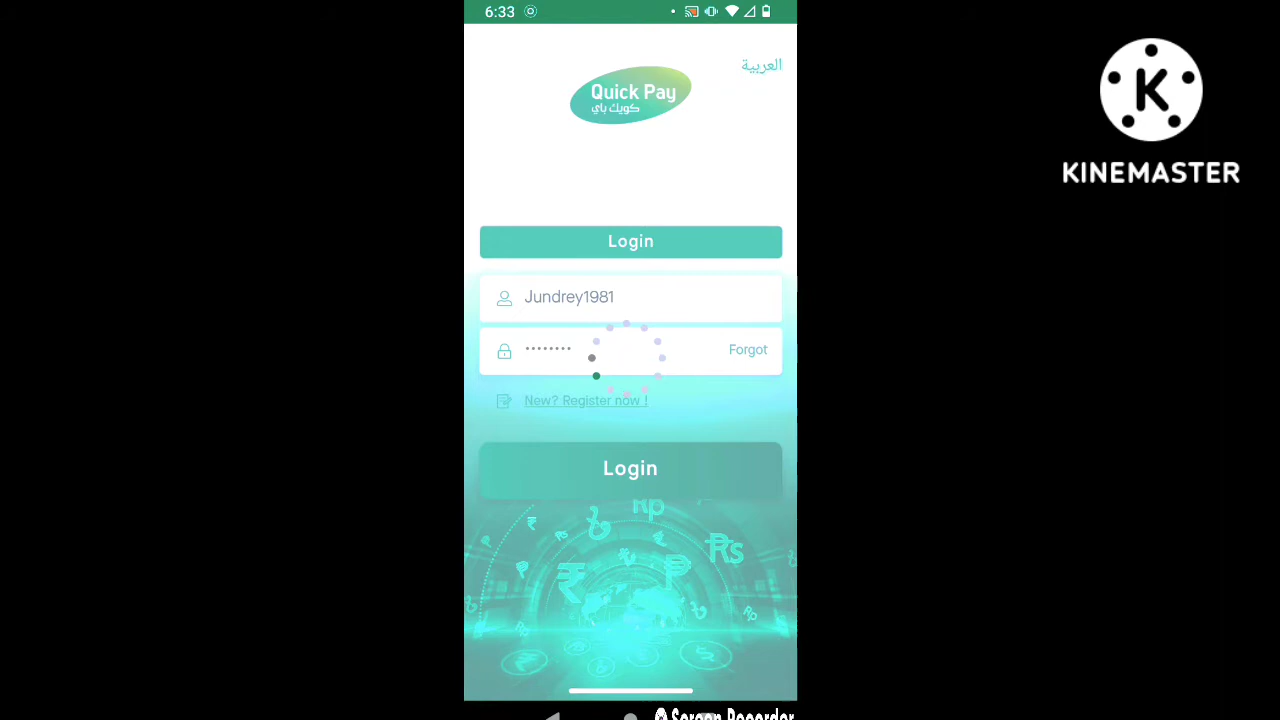 6:33
العربية
Quick Pay
كويك باي
KINEMASTER
Login
Jundrey1981
Forgot
New? Register now !
Login
Screen Recorder